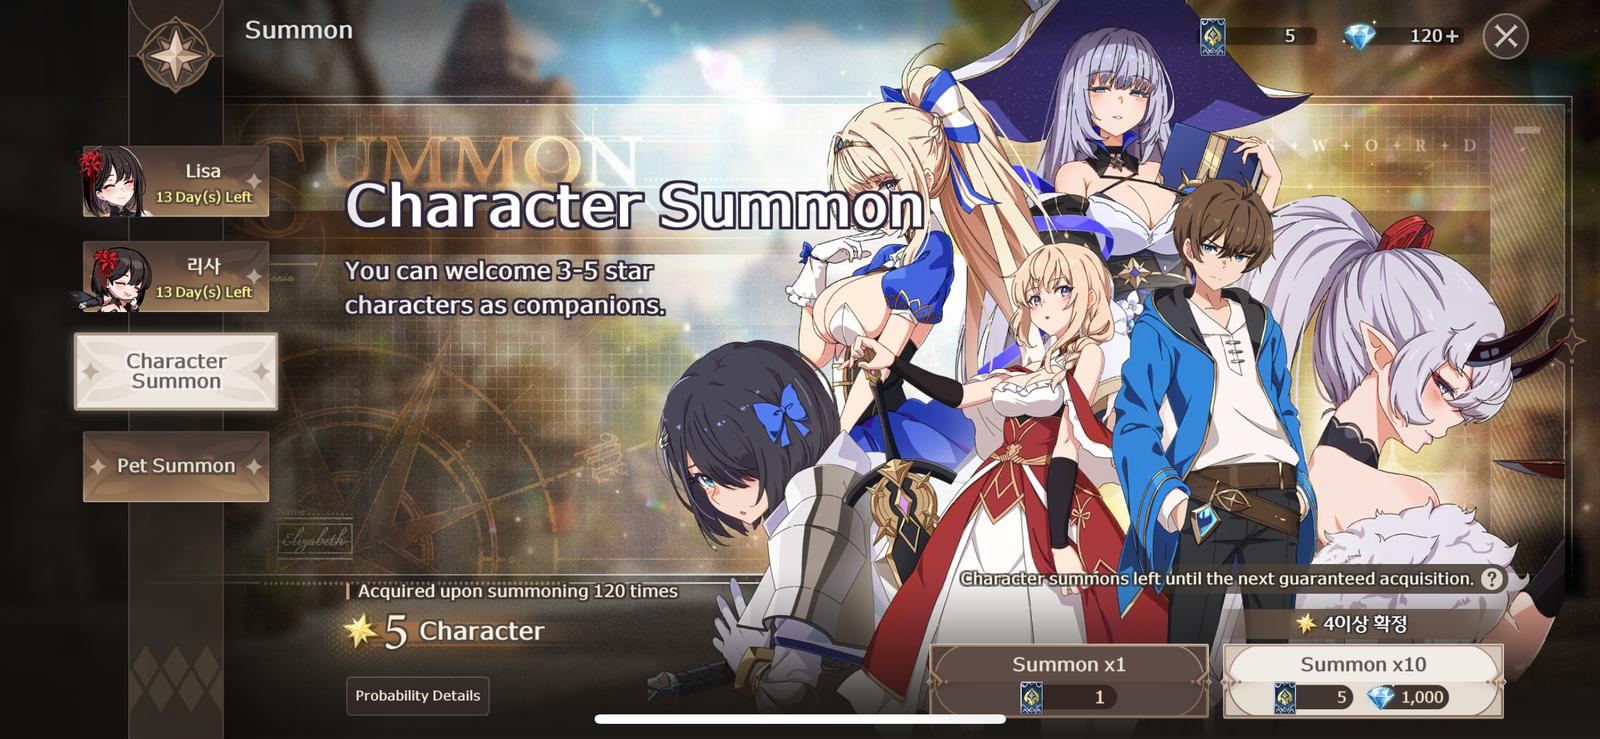 Summon
5
120+
Lisa
13 Day(s) Left
리사
13 Day(s) Left
Character
Summon
Pet Summon
SUMMON
S W O R D
Character Summon
You can welcome 3-5 star
characters as companions.
Name
Elizabeth
Acquired upon summoning 120 times
5 Character
Probability Details
Character summons left until the next guaranteed acquisition.
?
4이상 확정
Summon x1
1
Summon x10
5 1,000